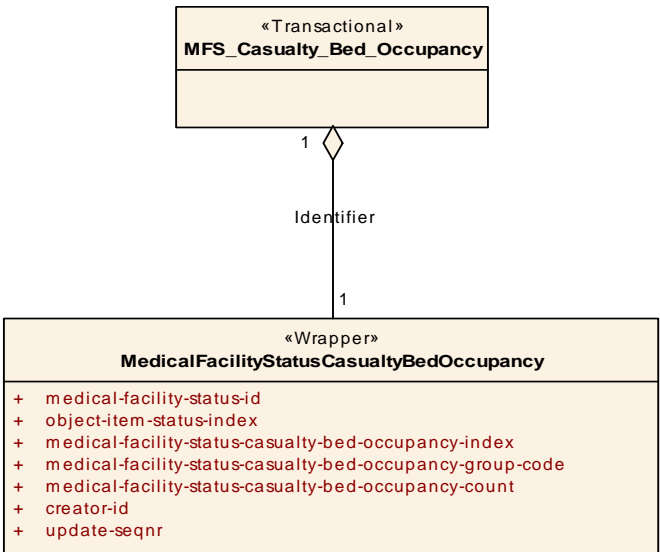 «Transactional»
MFS_Casualty_Bed_Occupancy
1
Identifier
1
«Wrapper»
MedicalFacilityStatusCasualtyBedOccupancy
+ medical-facility-status-id
+ object-item-status-index
+ medical-facility-status-casualty-bed-occupancy-index
+ medical-facility-status-casualty-bed-occupancy-group-code
+ medical-facility-status-casualty-bed-occupancy-count
+ creator-id
+ update-seqnr